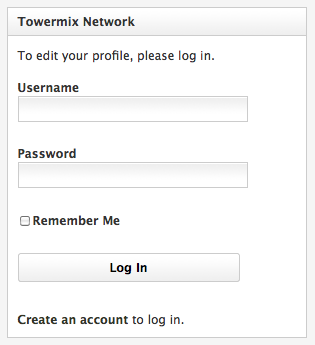 Towermix Network
To edit your profile, please log in.
Username
Password
Remember Me
Log In
Create an account to log in.